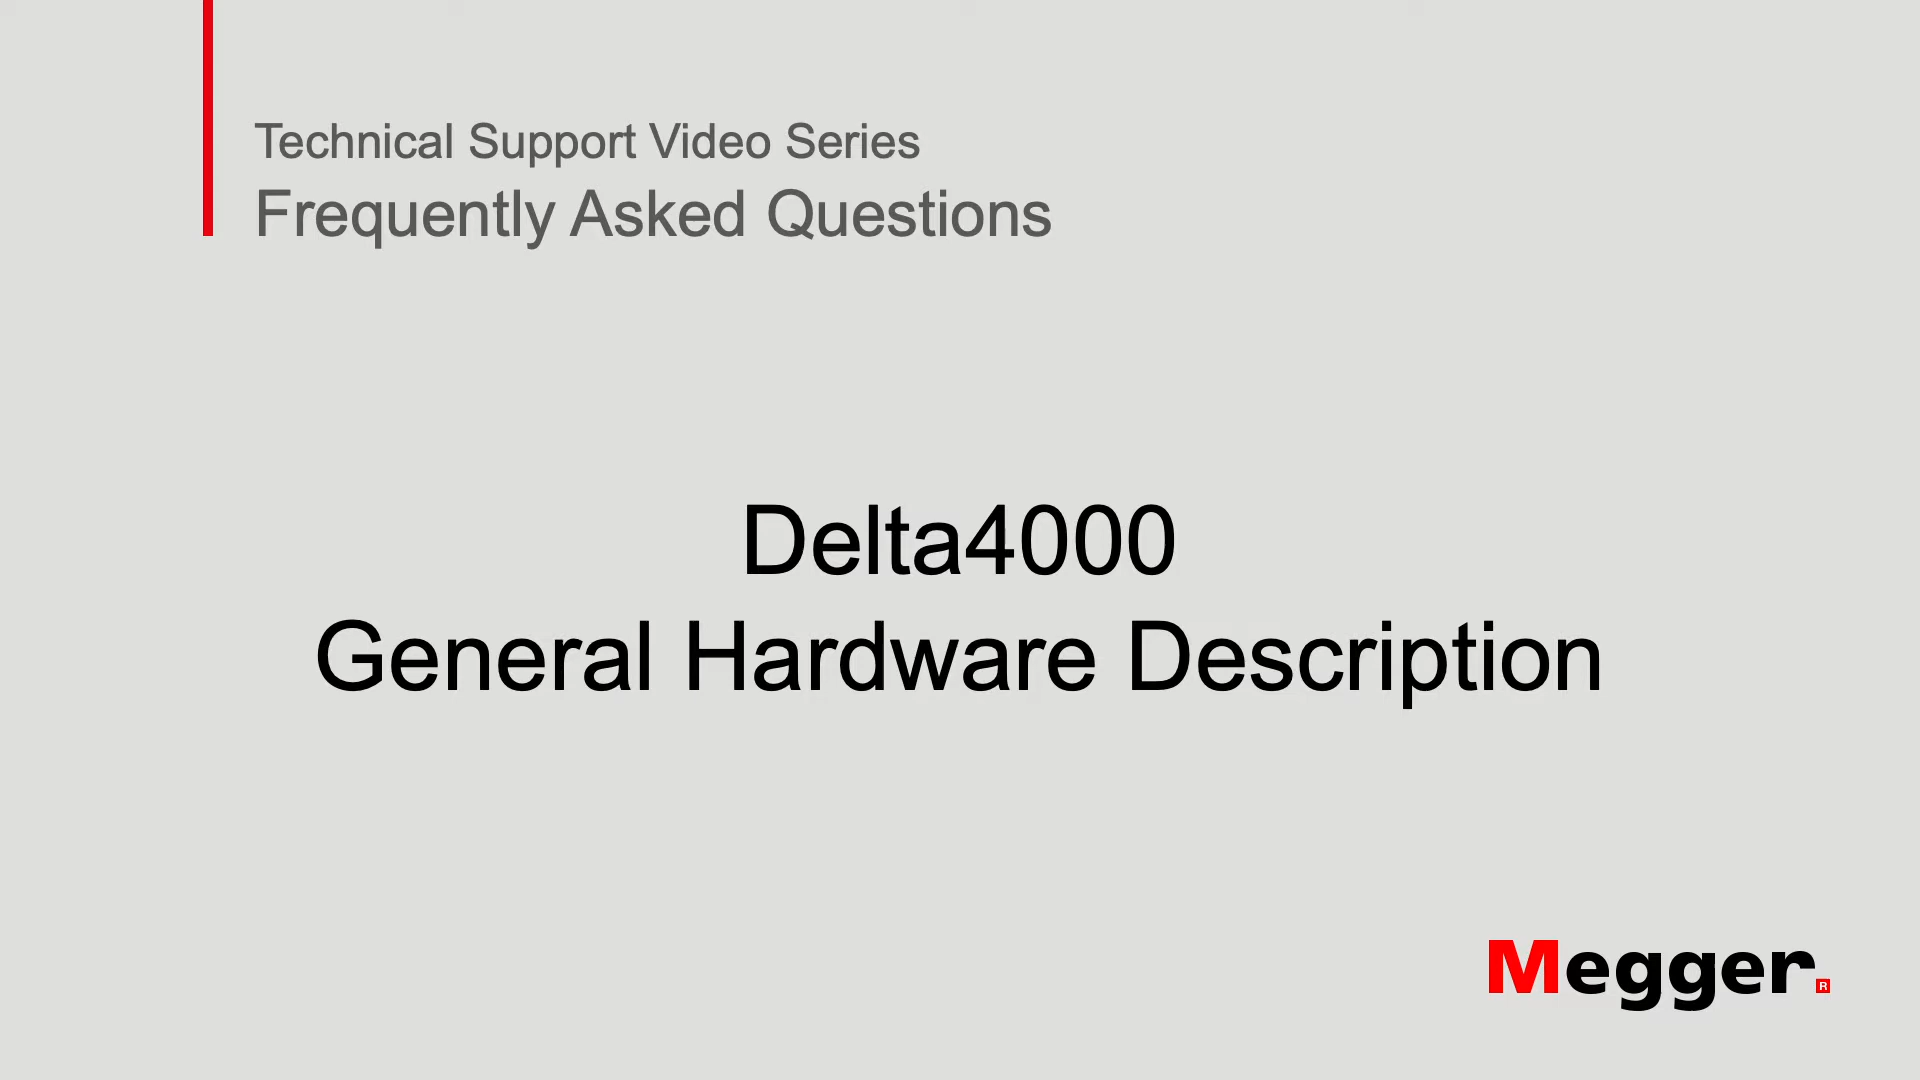 Technical Support Video Series
Frequently Asked Questions
Delta4000
General Hardware Description
Megger®